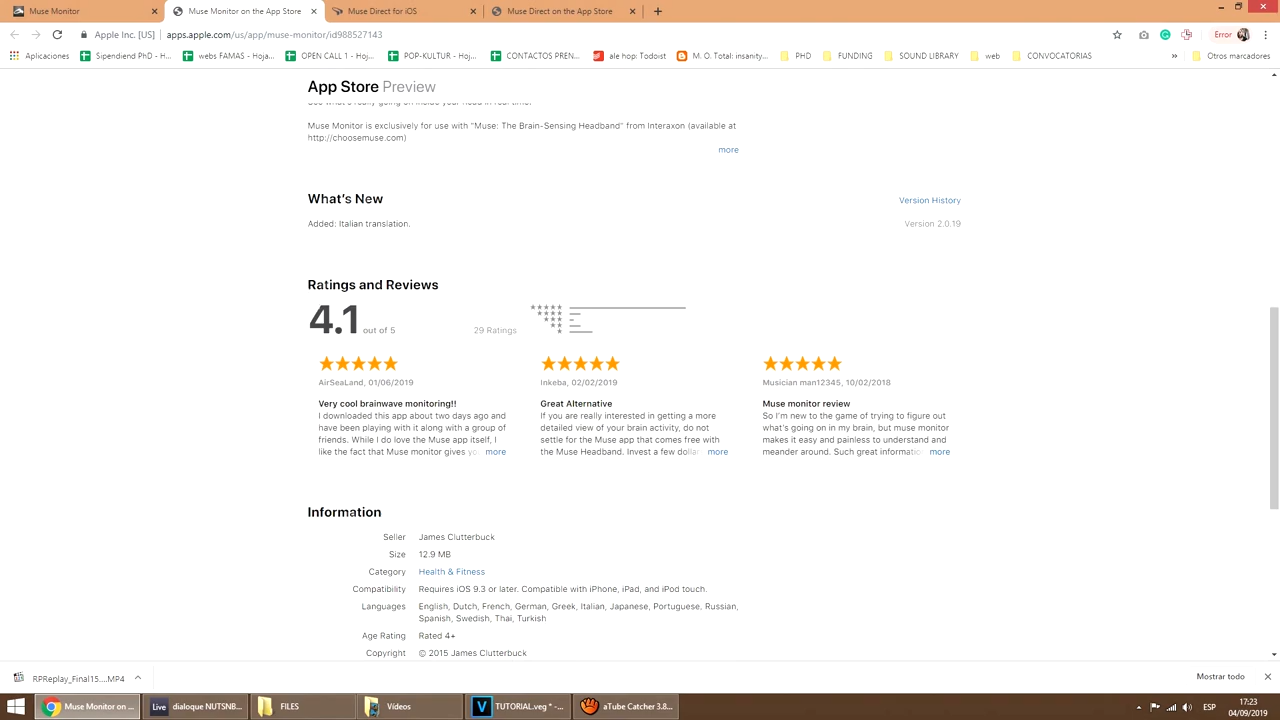 Muse Monitor
Muse Monitor on the App Store
Muse Direct for iOS
Muse Direct on the App Store
Apple Inc. [US]
apps.apple.com/us/app/muse-monitor/id988527143
Error
Aplicaciones
Sipendiend PhD - H...
webs FAMAS - Hoja...
OPEN CALL 1 - Hoj...
POP-KULTUR - Hoj...
CONTACTOS PREN...
ale hop: Todoist
M. O. Total: insanity...
PHD
FUNDING
SOUND LIBRARY
web
CONVOCATORIAS
»
Otros marcadores
App Store Preview
See what's really going on inside your head in real time.
Muse Monitor is exclusively for use with "Muse: The Brain-Sensing Headband" from Interaxon (available at
http://choosemuse.com)
more
What's New
Version History
Added: Italian translation.
Version 2.0.19
Ratings and Reviews
4.1 out of 5
29 Ratings
AirSeaLand, 01/06/2019
Very cool brainwave monitoring!!
I downloaded this app about two days ago and
have been playing with it along with a group of
friends. While I do love the Muse app itself, I
like the fact that Muse monitor gives yo more
Inkeba, 02/02/2019
Great Alternative
If you are really interested in getting a more
detailed view of your brain activity, do not
settle for the Muse app that comes free with
the Muse Headband. Invest a few dolla more
Musician man12345, 10/02/2018
Muse monitor review
So I'm new to the game of trying to figure out
what's going on in my brain, but muse monitor
makes it easy and painless to understand and
meander around. Such great informatio more
Information
Seller James Clutterbuck
Size 12.9 MB
Category Health & Fitness
Compatibility Requires iOS 9.3 or later. Compatible with iPhone, iPad, and iPod touch.
Languages English, Dutch, French, German, Greek, Italian, Japanese, Portuguese, Russian,
Spanish, Swedish, Thai, Turkish
Age Rating Rated 4+
Copyright © 2015 James Clutterbuck
RPReplay_Final15....MP4
Mostrar todo
Muse Monitor on ...
Live
dialoque NUTSNB...
FILES
Vídeos
TUTORIAL.veg * -...
aTube Catcher 3.8...
ESP
17:23
04/09/2019